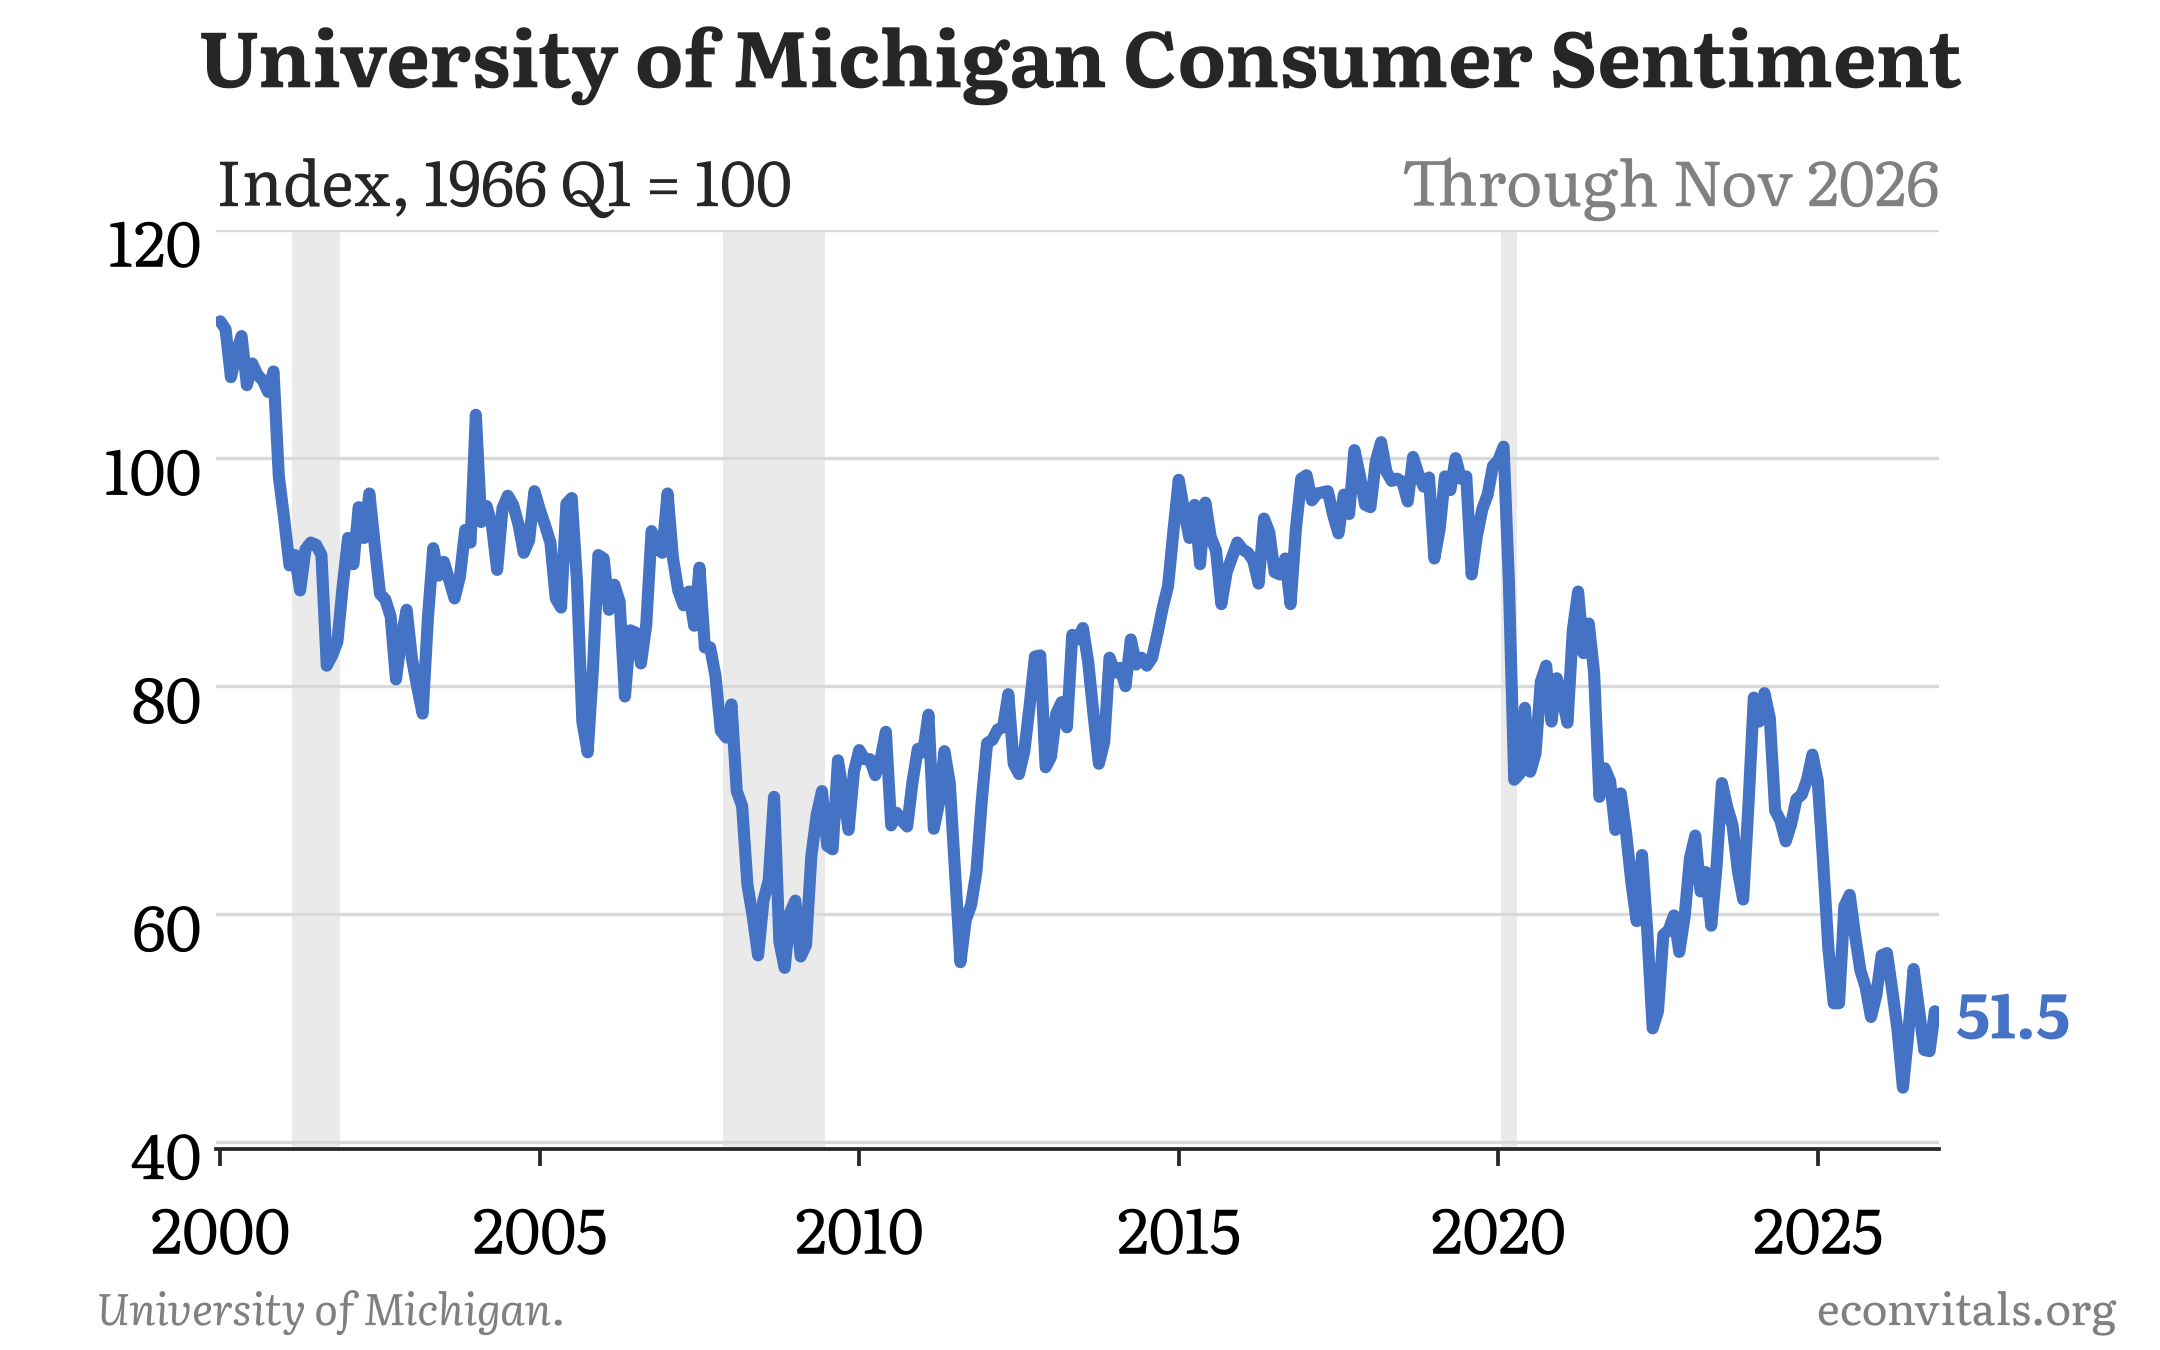 University of Michigan Consumer Sentiment
Index, 1966 Q1 = 100
Through Nov 2026
120
100
80
60
40
51.5
2000 2005 2010 2015 2020 2025
University of Michigan.
econvitals.org